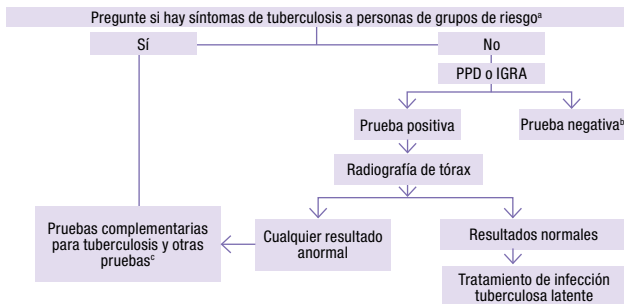 Pregunte si hay síntomas de tuberculosis a personas de grupos de riesgoᵃ
Sí
No
PPD o IGRA
Prueba positiva
Prueba negativaᵇ
Radiografía de tórax
Pruebas complementarias
para tuberculosis y otras
pruebasᶜ
Cualquier resultado
anormal
Resultados normales
Tratamiento de infección
tuberculosa latente